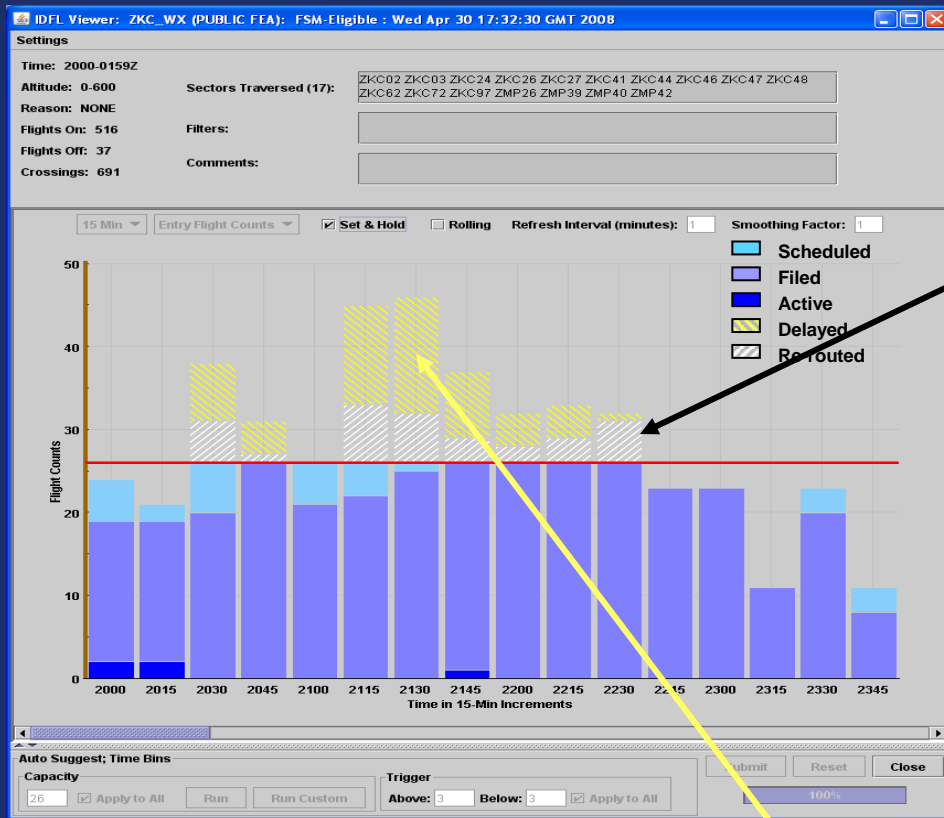 IDFL Viewer: ZKC_WX (PUBLIC FEA): FSM-Eligible : Wed Apr 30 17:32:30 GMT 2008
Settings
Time: 2000-0159Z
Altitude: 0-600
Reason: NONE
Flights On: 516
Flights Off: 37
Crossings: 691
Sectors Traversed (17):
ZKC02 ZKC03 ZKC24 ZKC26 ZKC27 ZKC41 ZKC44 ZKC46 ZKC47 ZKC48
ZKC62 ZKC72 ZKC97 ZMP26 ZMP39 ZMP40 ZMP42
Filters:
Comments:
15 Min Entry Flight Counts Set & Hold Rolling Refresh Interval (minutes): 1 Smoothing Factor: 1
Scheduled
Filed
Active
Delayed
Re-routed
50
40
30
20
10
0
Flight Counts
2000 2015 2030 2045 2100 2115 2130 2145 2200 2215 2230 2245 2300 2315 2330 2345
Time in 15-Min Increments
Auto Suggest; Time Bins
Capacity
26 Apply to All Run Run Custom
Trigger
Above: 3 Below: 3 Apply to All
Submit Reset Close
100%